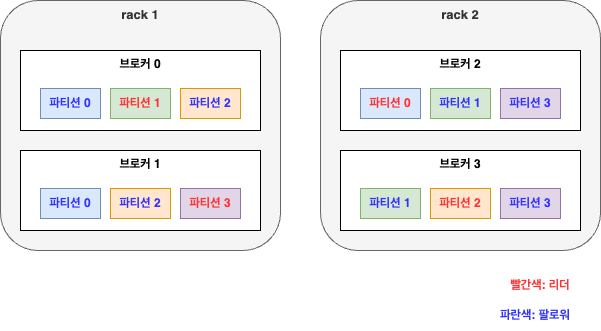 rack 1
브로커 0
파티션 0 파티션 1 파티션 2
브로커 1
파티션 0 파티션 2 파티션 3
rack 2
브로커 2
파티션 0 파티션 1 파티션 3
브로커 3
파티션 1 파티션 2 파티션 3
빨간색: 리더
파란색: 팔로워